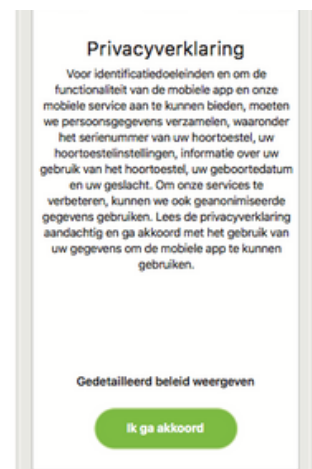 Privacyverklaring
Voor identificatiedoeleinden en om de
functionaliteit van de mobiele app en onze
mobiele service aan te kunnen bieden, moeten
we persoonsgegevens verzamelen, waaronder
het serienummer van uw hoortoestel, uw
hoortoestelinstellingen, informatie over uw
gebruik van het hoortoestel, uw geboortedatum
en uw geslacht. Om onze services te
verbeteren, kunnen we ook geanonimiseerde
gegevens gebruiken. Lees de privacyverklaring
aandachtig en ga akkoord met het gebruik van
uw gegevens om de mobiele app te kunnen
gebruiken.
Gedetailleerd beleid weergeven
Ik ga akkoord